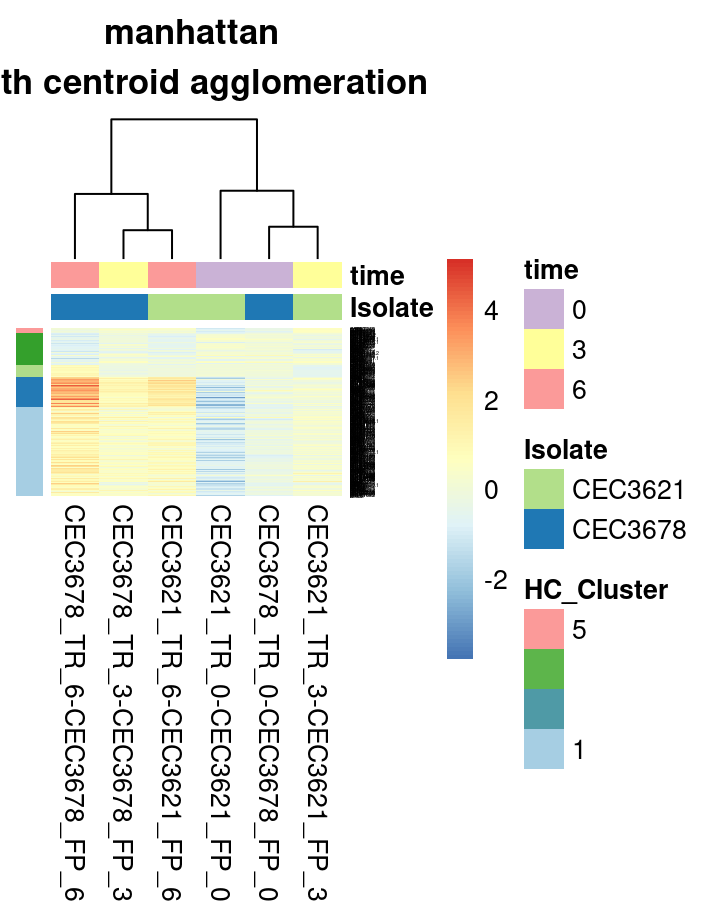 manhattan
th centroid agglomeration
time
Isolate
4
2
0
-2
time
0
3
6
Isolate
CEC3621
CEC3678
HC_Cluster
5
1
CEC3678_TR_6-CEC3678_FP_6
CEC3678_TR_3-CEC3678_FP_3
CEC3621_TR_6-CEC3621_FP_6
CEC3621_TR_0-CEC3621_FP_0
CEC3678_TR_0-CEC3678_FP_0
CEC3621_TR_3-CEC3621_FP_3